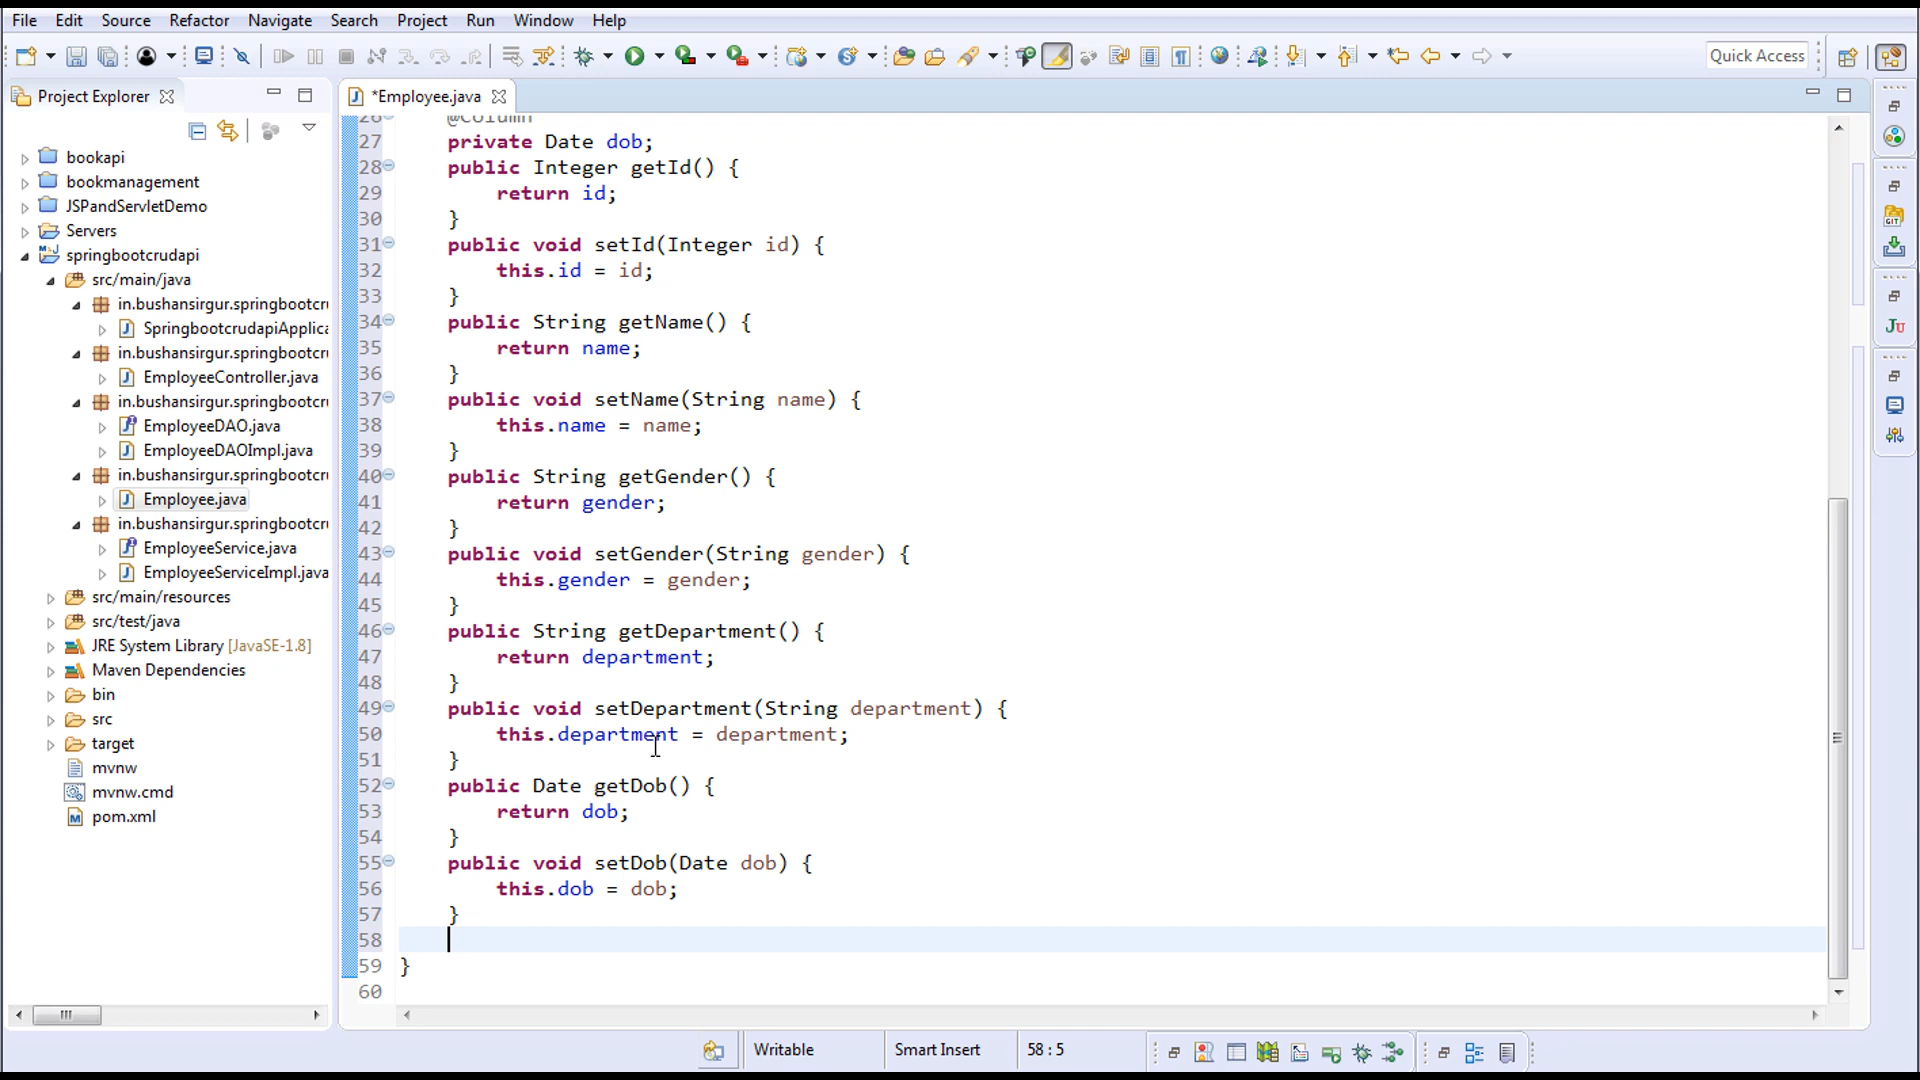 File Edit Source Refactor Navigate Search Project Run Window Help
Quick Access
Project Explorer
*Employee.java
bookapi
bookmanagement
JSPandServletDemo
Servers
springbootcrudapi
src/main/java
in.bushansirgur.springbootcr
SpringbootcrudapiApplica
in.bushansirgur.springbootcr
EmployeeController.java
in.bushansirgur.springbootcr
EmployeeDAO.java
EmployeeDAOImpl.java
in.bushansirgur.springbootcr
Employee.java
in.bushansirgur.springbootcr
EmployeeService.java
EmployeeServiceImpl.java
src/main/resources
src/test/java
JRE System Library [JavaSE-1.8]
Maven Dependencies
bin
src
target
mvnw
mvnw.cmd
pom.xml
26 @Column
27 private Date dob;
28 public Integer getId() {
29 return id;
30 }
31 public void setId(Integer id) {
32 this.id = id;
33 }
34 public String getName() {
35 return name;
36 }
37 public void setName(String name) {
38 this.name = name;
39 }
40 public String getGender() {
41 return gender;
42 }
43 public void setGender(String gender) {
44 this.gender = gender;
45 }
46 public String getDepartment() {
47 return department;
48 }
49 public void setDepartment(String department) {
50 this.department = department;
51 }
52 public Date getDob() {
53 return dob;
54 }
55 public void setDob(Date dob) {
56 this.dob = dob;
57 }
58
59 }
60
Writable Smart Insert 58 : 5